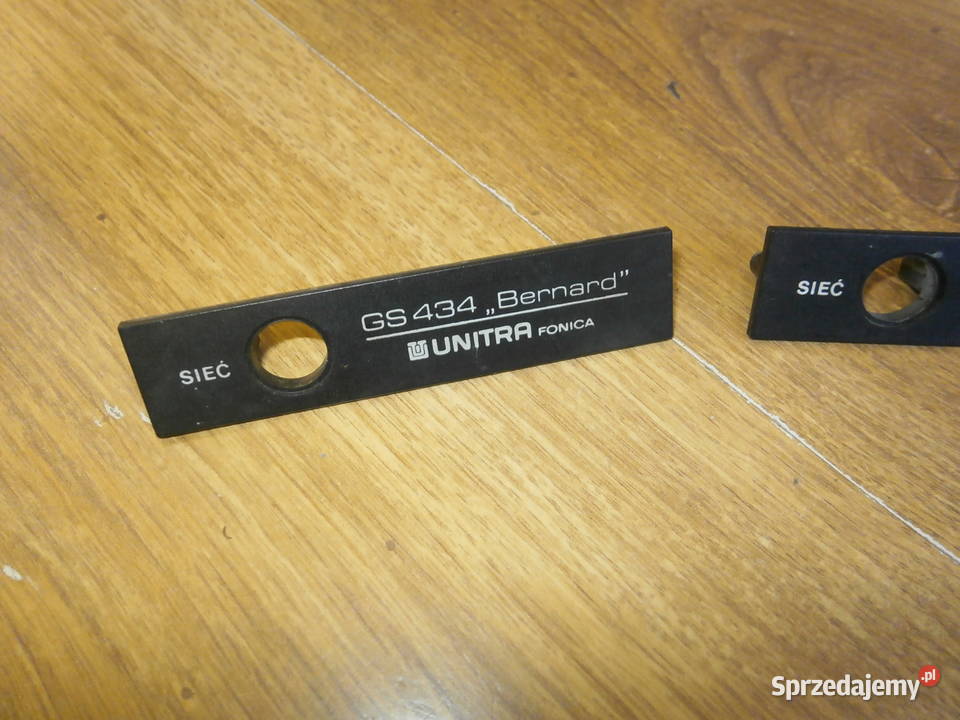 GS 434 „Bernard”
UNITRA FONICA
SIEĆ
SIEĆ
Sprzedajemy.pl